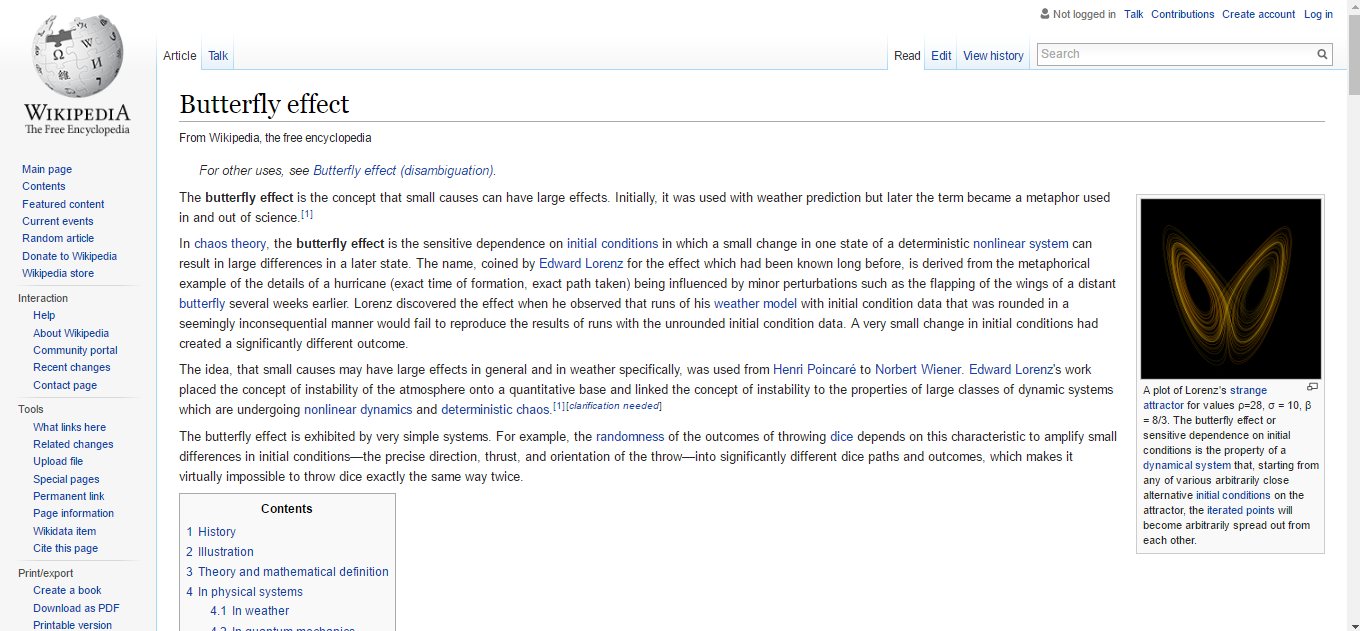 Not logged in Talk Contributions Create account Log in
Article Talk Read Edit View history Search
WIKIPEDIA
The Free Encyclopedia
Main page
Contents
Featured content
Current events
Random article
Donate to Wikipedia
Wikipedia store
Interaction
Help
About Wikipedia
Community portal
Recent changes
Contact page
Tools
What links here
Related changes
Upload file
Special pages
Permanent link
Page information
Wikidata item
Cite this page
Print/export
Create a book
Download as PDF
Printable version
Butterfly effect
From Wikipedia, the free encyclopedia
For other uses, see Butterfly effect (disambiguation).
The butterfly effect is the concept that small causes can have large effects. Initially, it was used with weather prediction but later the term became a metaphor used
in and out of science.[1]
In chaos theory, the butterfly effect is the sensitive dependence on initial conditions in which a small change in one state of a deterministic nonlinear system can
result in large differences in a later state. The name, coined by Edward Lorenz for the effect which had been known long before, is derived from the metaphorical
example of the details of a hurricane (exact time of formation, exact path taken) being influenced by minor perturbations such as the flapping of the wings of a distant
butterfly several weeks earlier. Lorenz discovered the effect when he observed that runs of his weather model with initial condition data that was rounded in a
seemingly inconsequential manner would fail to reproduce the results of runs with the unrounded initial condition data. A very small change in initial conditions had
created a significantly different outcome.
The idea, that small causes may have large effects in general and in weather specifically, was used from Henri Poincaré to Norbert Wiener. Edward Lorenz's work
placed the concept of instability of the atmosphere onto a quantitative base and linked the concept of instability to the properties of large classes of dynamic systems
which are undergoing nonlinear dynamics and deterministic chaos.[1][clarification needed]
The butterfly effect is exhibited by very simple systems. For example, the randomness of the outcomes of throwing dice depends on this characteristic to amplify small
differences in initial conditions—the precise direction, thrust, and orientation of the throw—into significantly different dice paths and outcomes, which makes it
virtually impossible to throw dice exactly the same way twice.
Contents
1 History
2 Illustration
3 Theory and mathematical definition
4 In physical systems
4.1 In weather
4.2 In quantum mechanics
A plot of Lorenz's strange
attractor for values ρ=28, σ = 10, β
= 8/3. The butterfly effect or
sensitive dependence on initial
conditions is the property of a
dynamical system that, starting from
any of various arbitrarily close
alternative initial conditions on the
attractor, the iterated points will
become arbitrarily spread out from
each other.